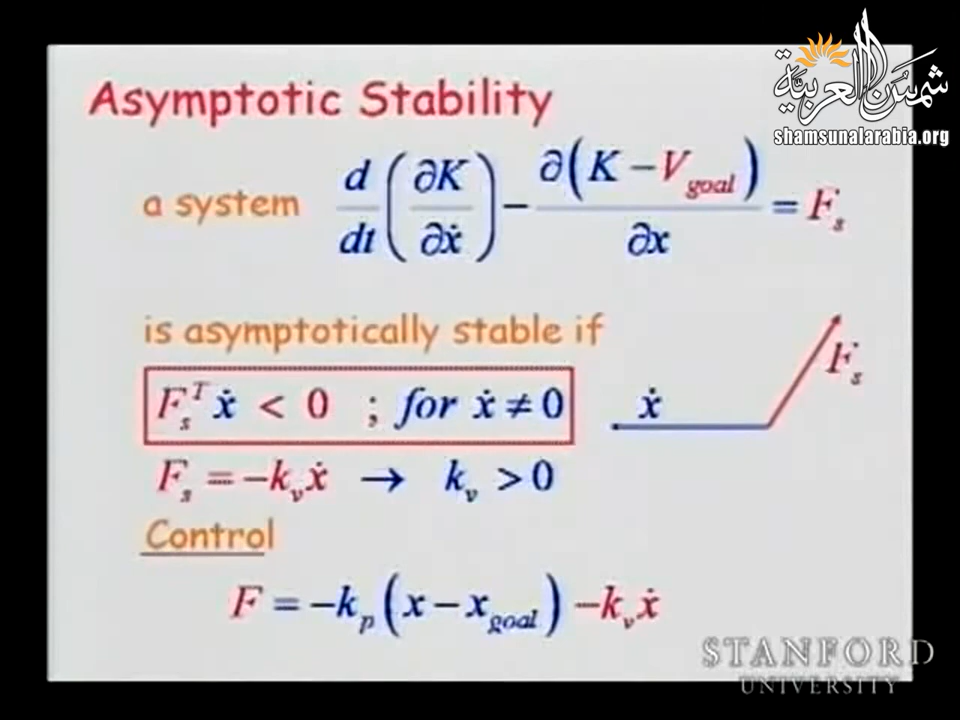 Asymptotic Stability
شمس العربية
shamsunalarabia.org
a system d/dt (∂K/∂ẋ) − ∂(K − V_goal)/∂x = F_s
is asymptotically stable if
F_s^T ẋ < 0 ; for ẋ ≠ 0
ẋ
F_s
F_s = −k_v ẋ → k_v > 0
Control
F = −k_p (x − x_goal) −k_v ẋ
STANFORD
UNIVERSITY